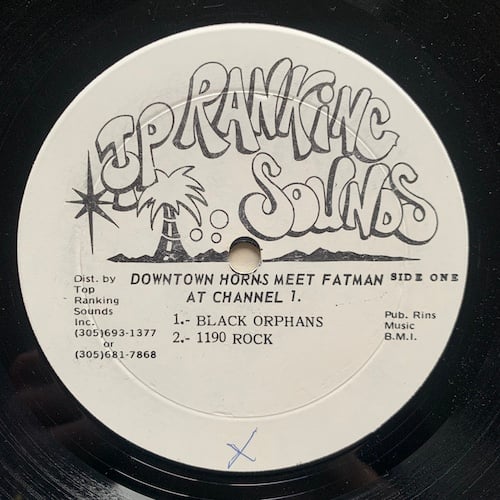 JP RANKING
SOUNDS
DOWNTOWN HORNS MEET FATMAN
AT CHANNEL 1.
SIDE ONE
Dist. by
Top
Ranking
Sounds
Inc.
(305)693-1377
or
(305)681-7868
1.- BLACK ORPHANS
2.- 1190 ROCK
Pub. Rins
Music
B.M.I.
X